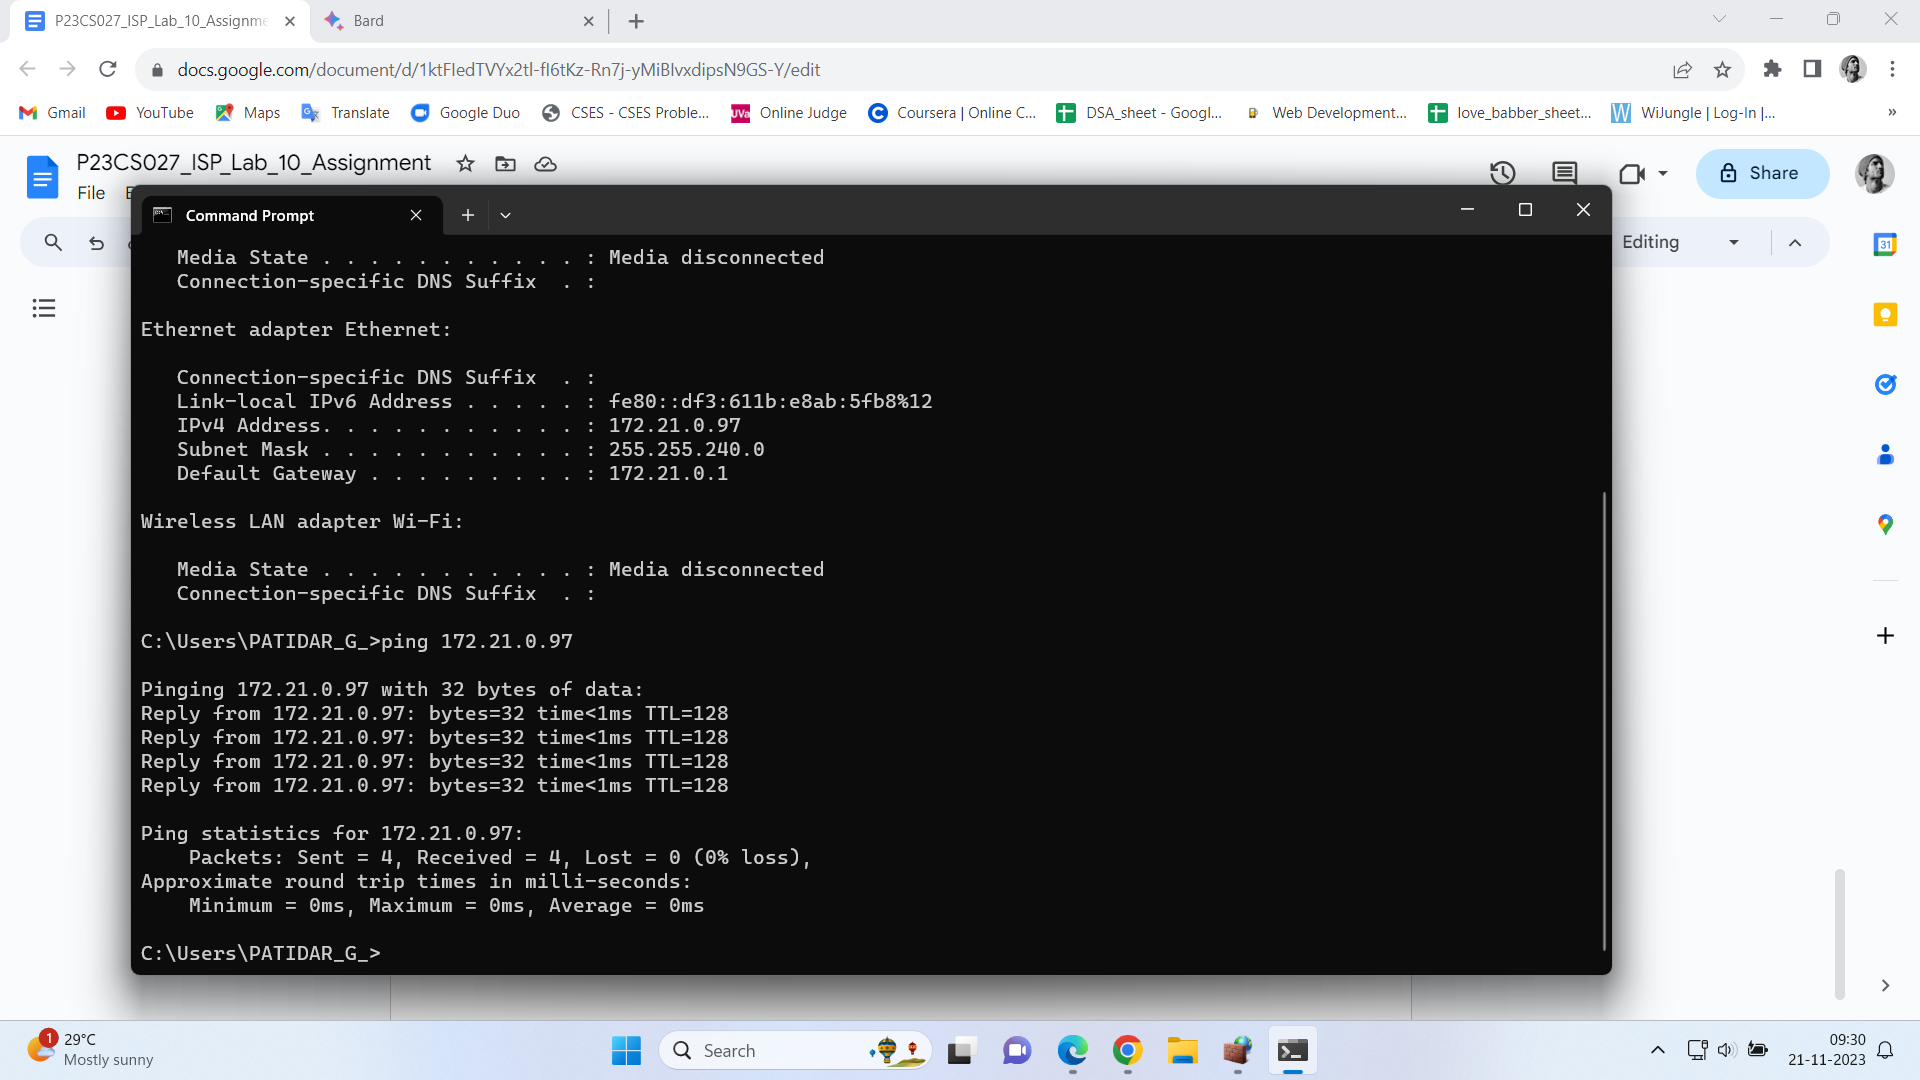 P23CS027_ISP_Lab_10_Assignme
Bard
docs.google.com/document/d/1ktFIedTVYx2tI-fl6tKz-Rn7j-yMiBIvxdipsN9GS-Y/edit
Gmail YouTube Maps Translate Google Duo CSES - CSES Proble... Online Judge Coursera | Online C... DSA_sheet - Googl... Web Development... love_babber_sheet... WiJungle | Log-In |... »
P23CS027_ISP_Lab_10_Assignment
Share
File
Editing
Command Prompt
Media State . . . . . . . . . . . : Media disconnected
Connection-specific DNS Suffix . :
Ethernet adapter Ethernet:
Connection-specific DNS Suffix . :
Link-local IPv6 Address . . . . . : fe80::df3:611b:e8ab:5fb8%12
IPv4 Address. . . . . . . . . . . : 172.21.0.97
Subnet Mask . . . . . . . . . . . : 255.255.240.0
Default Gateway . . . . . . . . . : 172.21.0.1
Wireless LAN adapter Wi-Fi:
Media State . . . . . . . . . . . : Media disconnected
Connection-specific DNS Suffix . :
C:\Users\PATIDAR_G_>ping 172.21.0.97
Pinging 172.21.0.97 with 32 bytes of data:
Reply from 172.21.0.97: bytes=32 time<1ms TTL=128
Reply from 172.21.0.97: bytes=32 time<1ms TTL=128
Reply from 172.21.0.97: bytes=32 time<1ms TTL=128
Reply from 172.21.0.97: bytes=32 time<1ms TTL=128
Ping statistics for 172.21.0.97:
Packets: Sent = 4, Received = 4, Lost = 0 (0% loss),
Approximate round trip times in milli-seconds:
Minimum = 0ms, Maximum = 0ms, Average = 0ms
C:\Users\PATIDAR_G_>
31
1
29°C
Mostly sunny
Search
09:30
21-11-2023